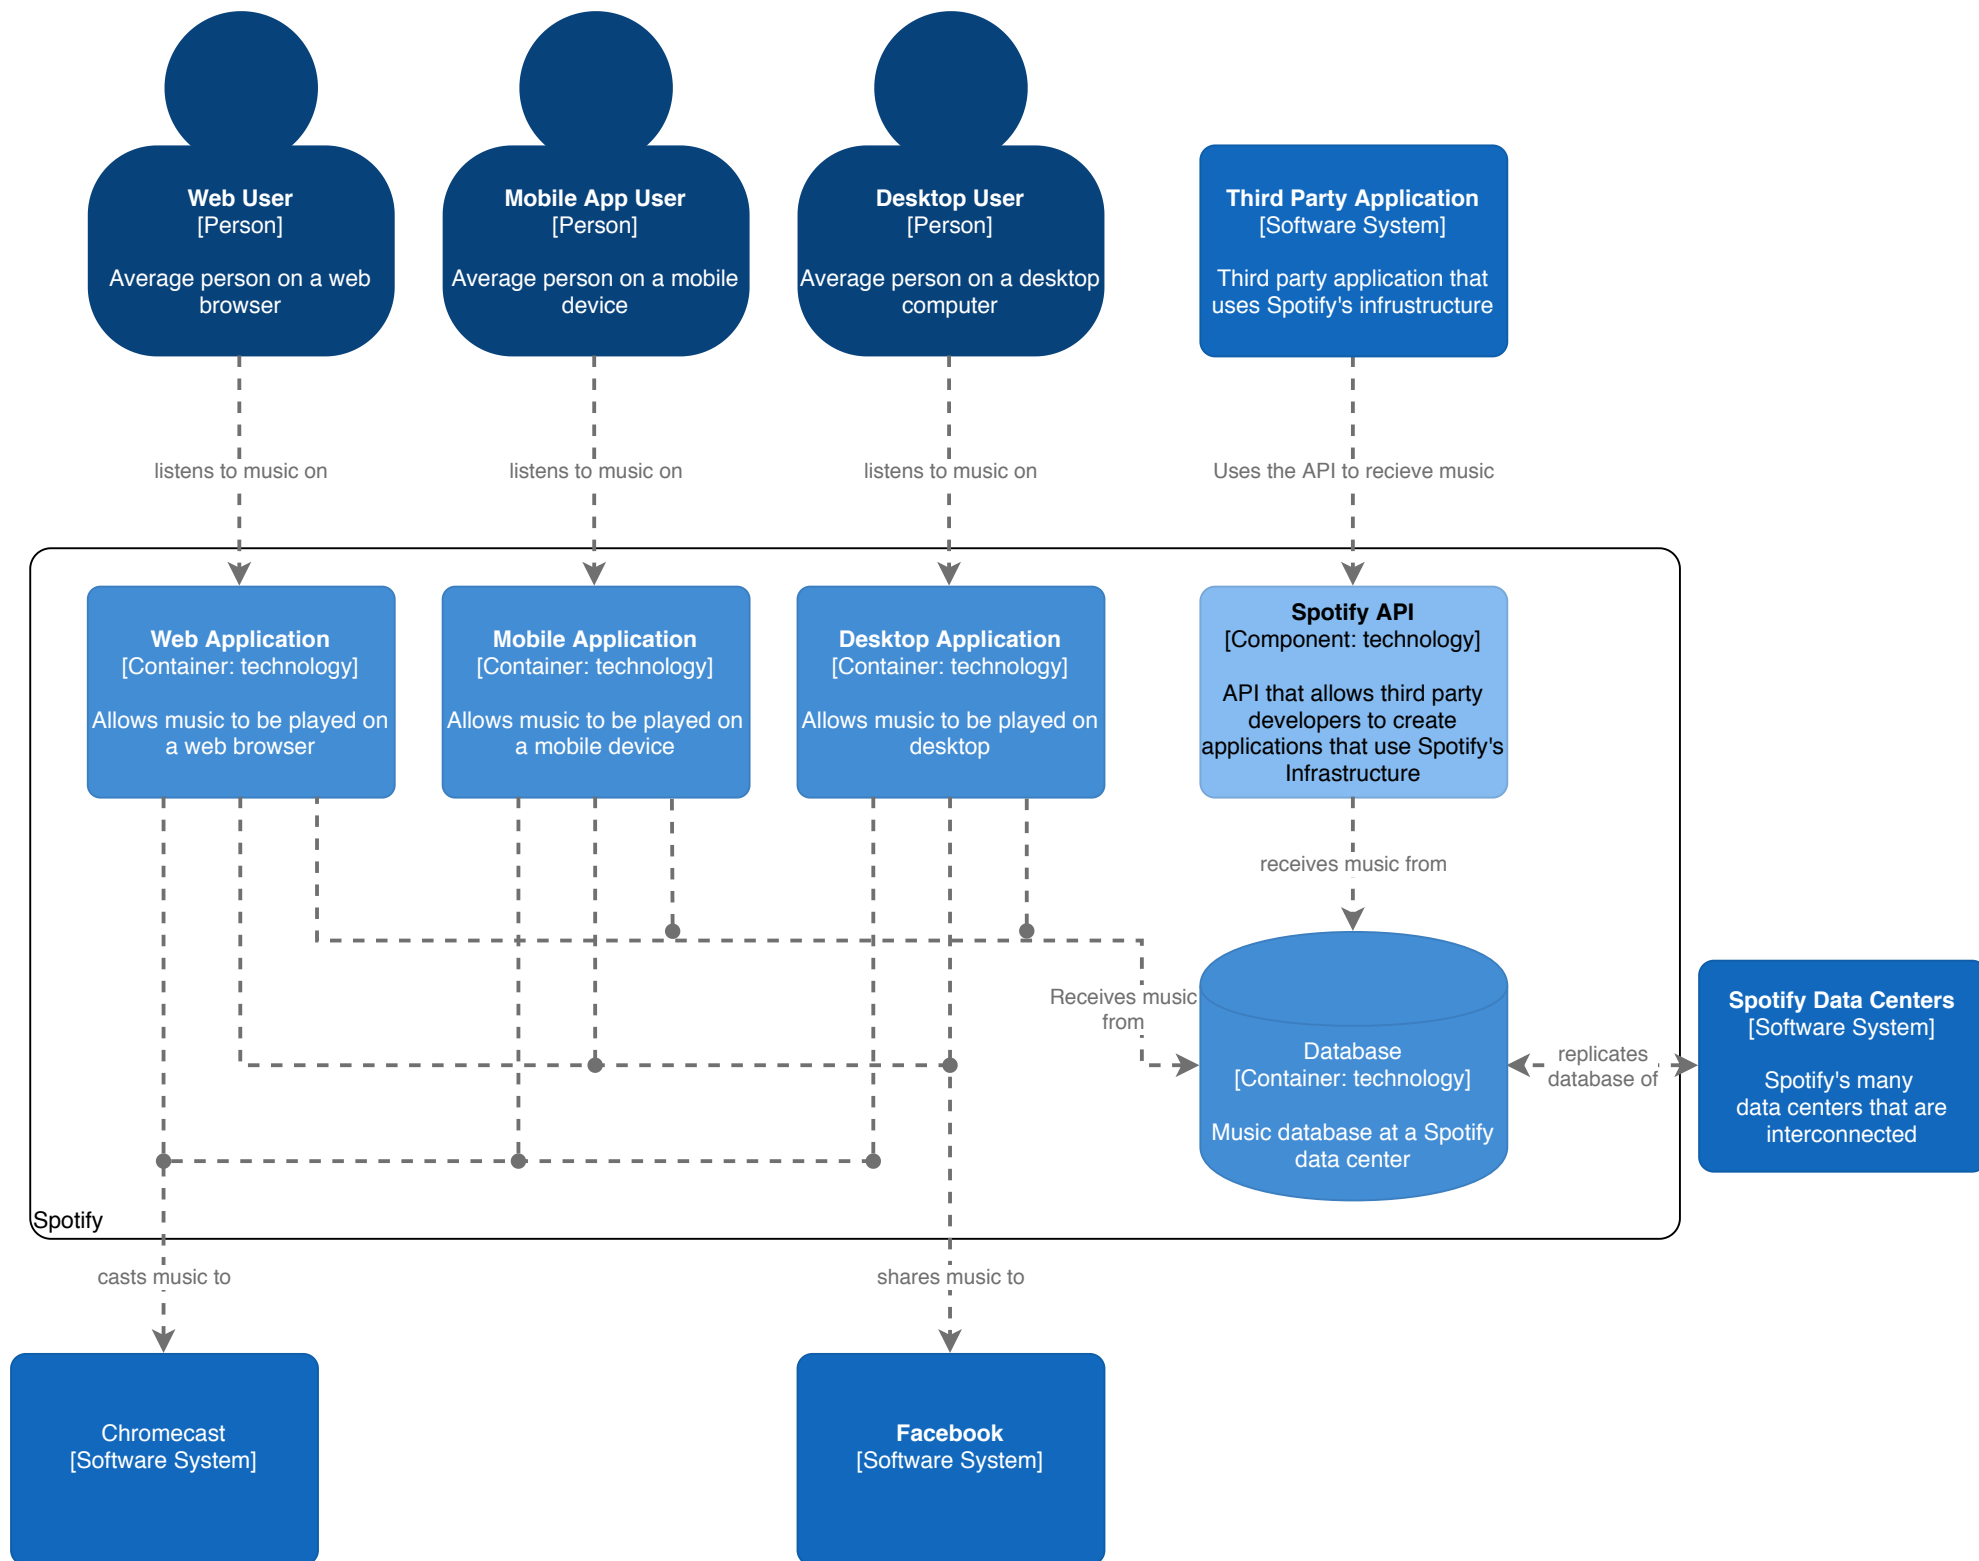 Web User
[Person]
Average person on a web
browser
Mobile App User
[Person]
Average person on a mobile
device
Desktop User
[Person]
Average person on a desktop
computer
Third Party Application
[Software System]
Third party application that
uses Spotify's infrustructure
listens to music on
listens to music on
listens to music on
Uses the API to recieve music
Web Application
[Container: technology]
Allows music to be played on
a web browser
Mobile Application
[Container: technology]
Allows music to be played on
a mobile device
Desktop Application
[Container: technology]
Allows music to be played on
desktop
Spotify API
[Component: technology]
API that allows third party
developers to create
applications that use Spotify's
Infrastructure
receives music from
Receives music
from
Database
[Container: technology]
Music database at a Spotify
data center
replicates
database of
Spotify Data Centers
[Software System]
Spotify's many
data centers that are
interconnected
Spotify
casts music to
shares music to
Chromecast
[Software System]
Facebook
[Software System]